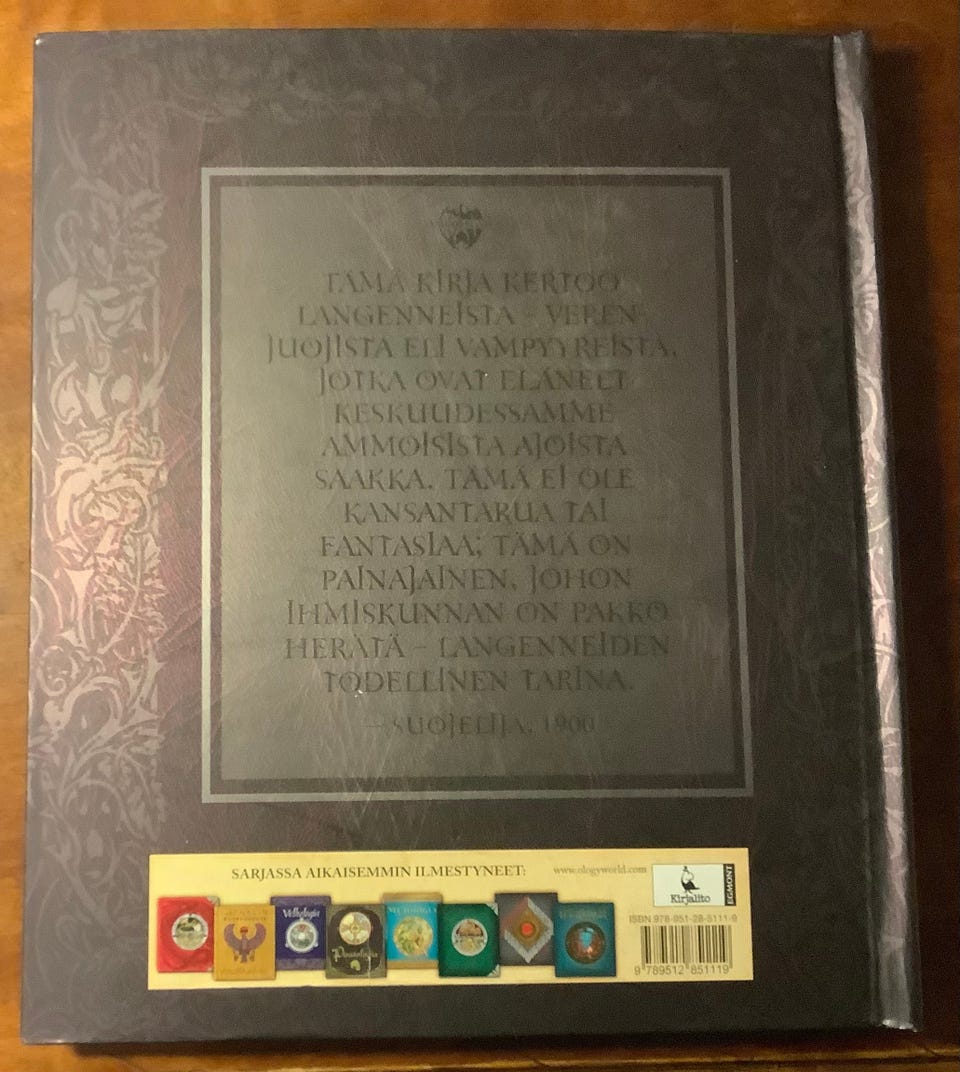 TÄMÄ KIRJA KERTOO
LANGENNEISTA – VEREN-
JUOJISTA ELI VAMPYYREISTA,
JOTKA OVAT ELÄNEET
KESKUUDESSAMME
AMMOISISTA AJOISTA
SAAKKA. TÄMÄ EI OLE
KANSANTARUA TAI
FANTASIAA; TÄMÄ ON
PAINAJAINEN, JOHON
IHMISKUNNAN ON PAKKO
HERÄTÄ – LANGENNEIDEN
TODELLINEN TARINA.
– SUOJELIJA, 1900
SARJASSA AIKAISEMMIN ILMESTYNEET:
www.ologyworld.com
Kirjalito
EGMONT
Velhologia
ISBN 978-951-28-5111-9
9 789512 851119